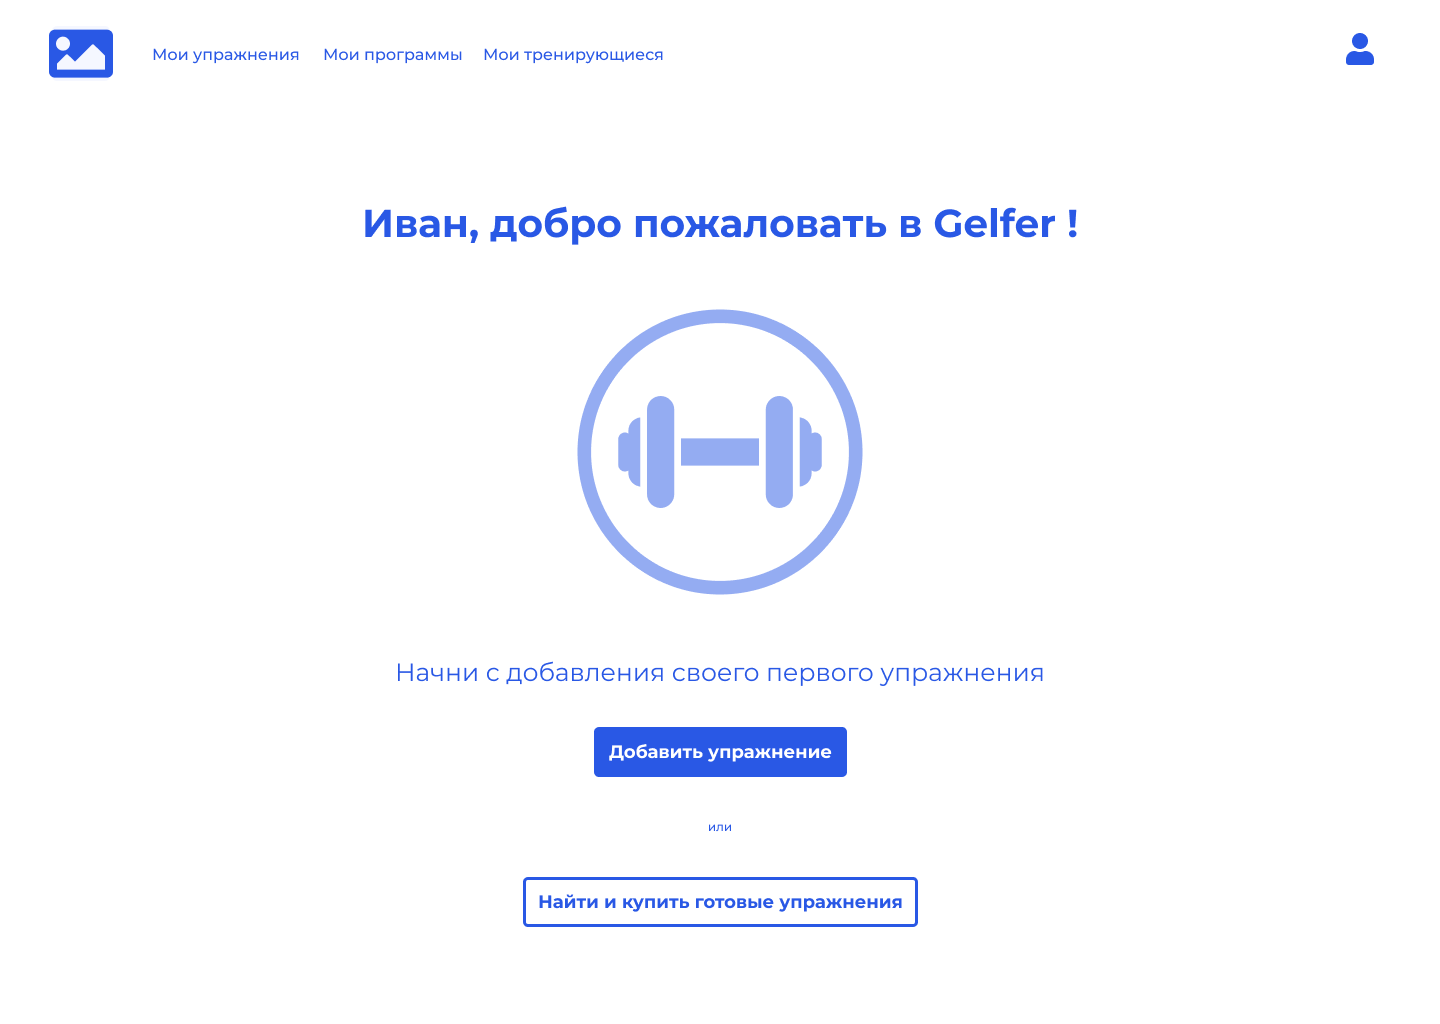 Мои упражнения Мои программы Мои тренирующиеся
Иван, добро пожаловать в Gelfer !
Начни с добавления своего первого упражнения
Добавить упражнение
или
Найти и купить готовые упражнения